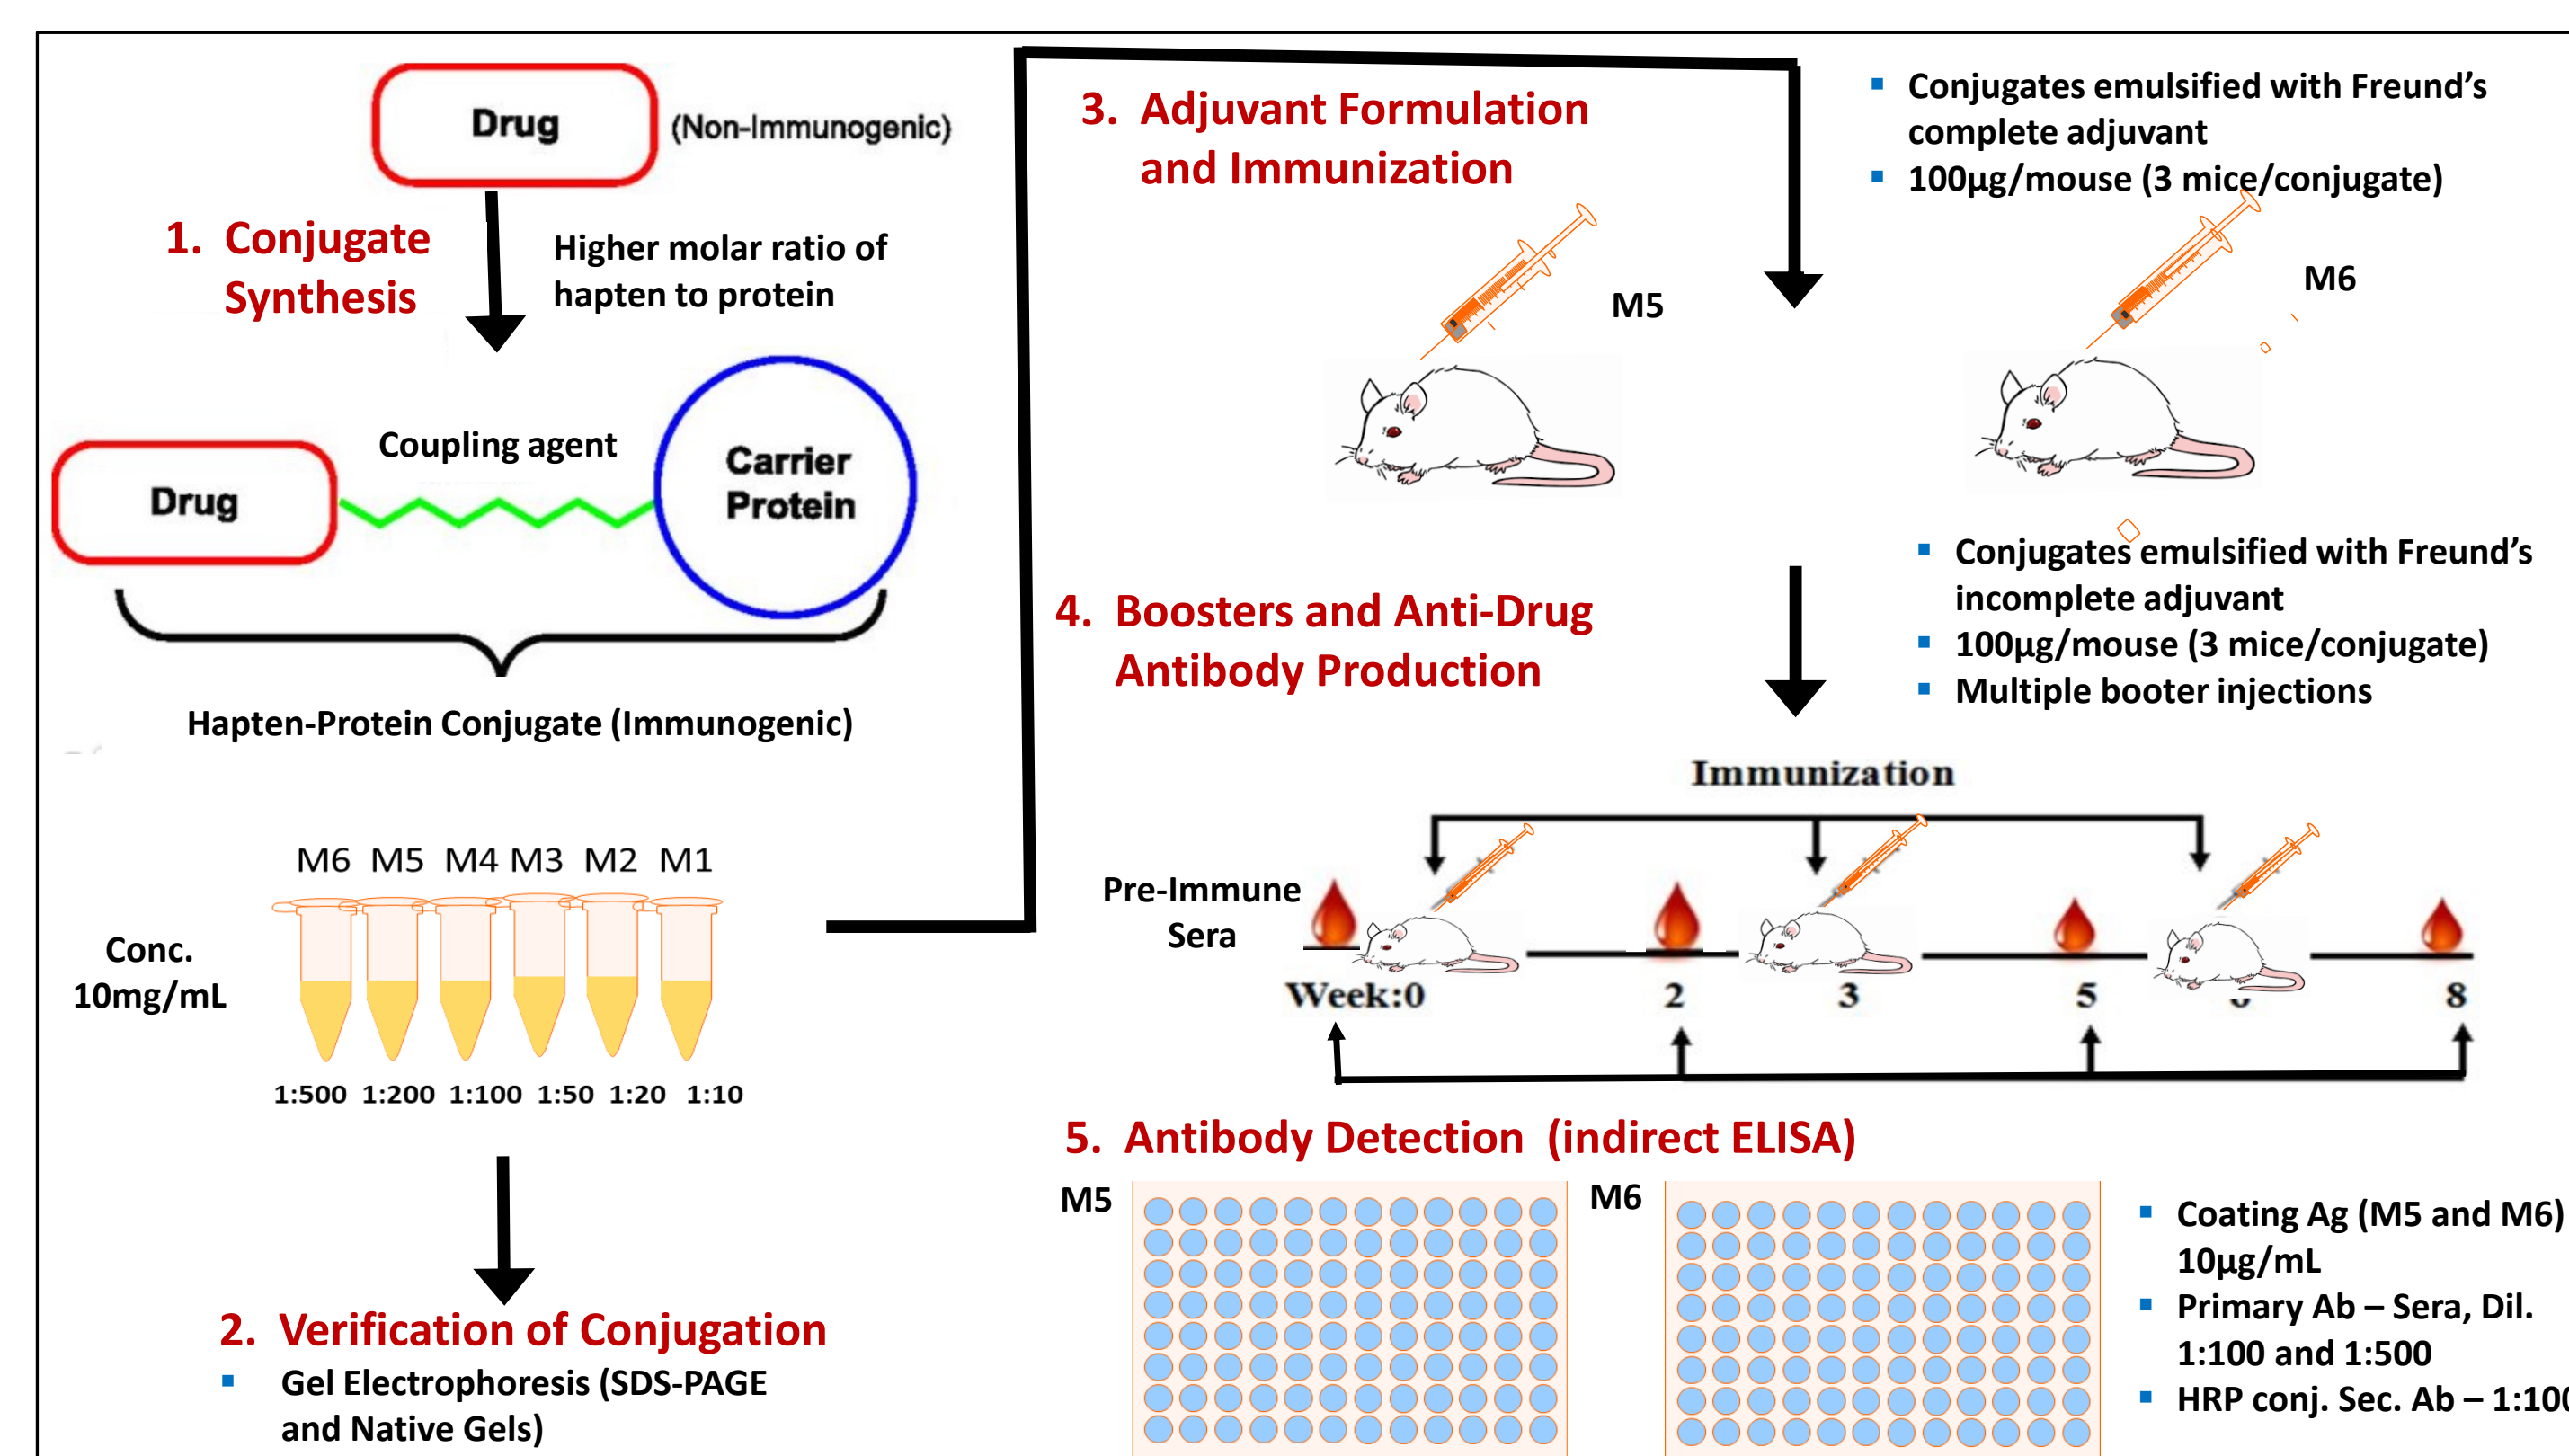 Drug
(Non-Immunogenic)
1. Conjugate
Synthesis
Higher molar ratio of
hapten to protein
Drug
Coupling agent
Carrier
Protein
Hapten-Protein Conjugate (Immunogenic)
M6 M5 M4 M3 M2 M1
Conc.
10mg/mL
1:500 1:200 1:100 1:50 1:20 1:10
2. Verification of Conjugation
▪ Gel Electrophoresis (SDS-PAGE
and Native Gels)
3. Adjuvant Formulation
and Immunization
▪ Conjugates emulsified with Freund's
complete adjuvant
▪ 100µg/mouse (3 mice/conjugate)
M5
M6
4. Boosters and Anti-Drug
Antibody Production
▪ Conjugates emulsified with Freund's
incomplete adjuvant
▪ 100µg/mouse (3 mice/conjugate)
▪ Multiple booter injections
Immunization
Pre-Immune
Sera
Week:0 2 3 5 8
5. Antibody Detection (indirect ELISA)
M5
M6
▪ Coating Ag (M5 and M6)
10µg/mL
▪ Primary Ab – Sera, Dil.
1:100 and 1:500
▪ HRP conj. Sec. Ab –